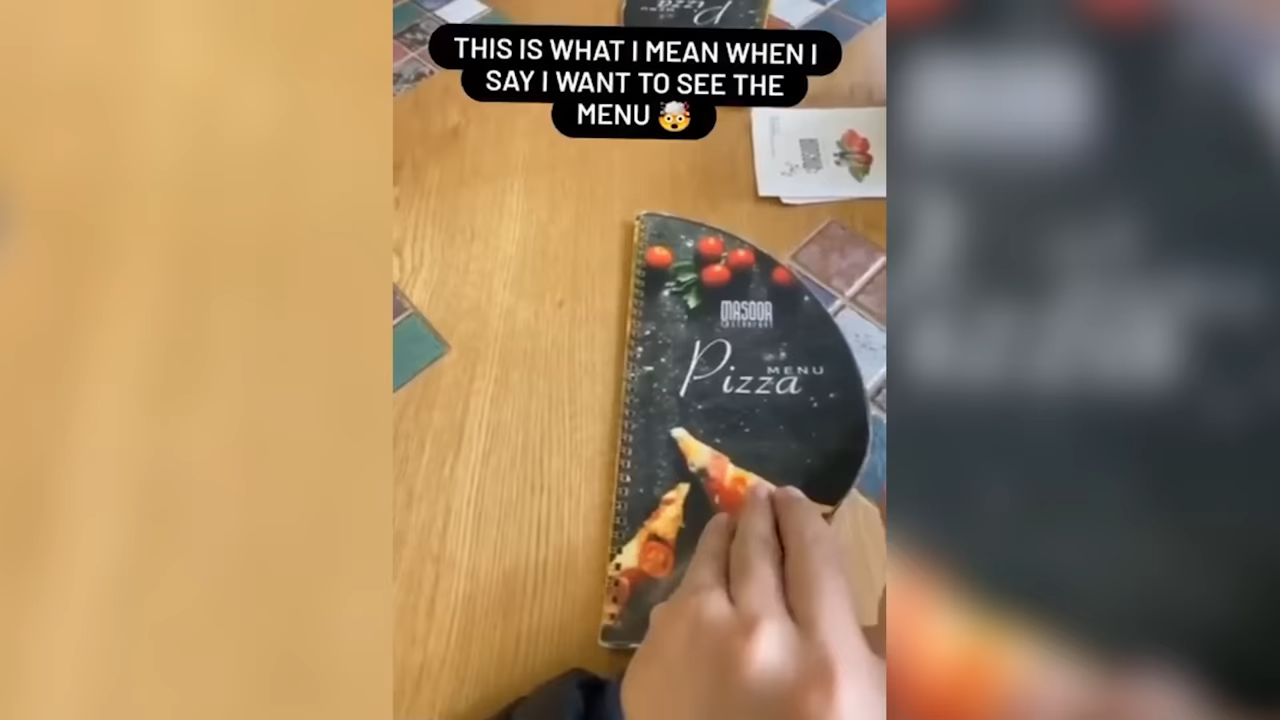 THIS IS WHAT I MEAN WHEN I
SAY I WANT TO SEE THE
MENU 🤯
MASOOR
Pizza
MENU